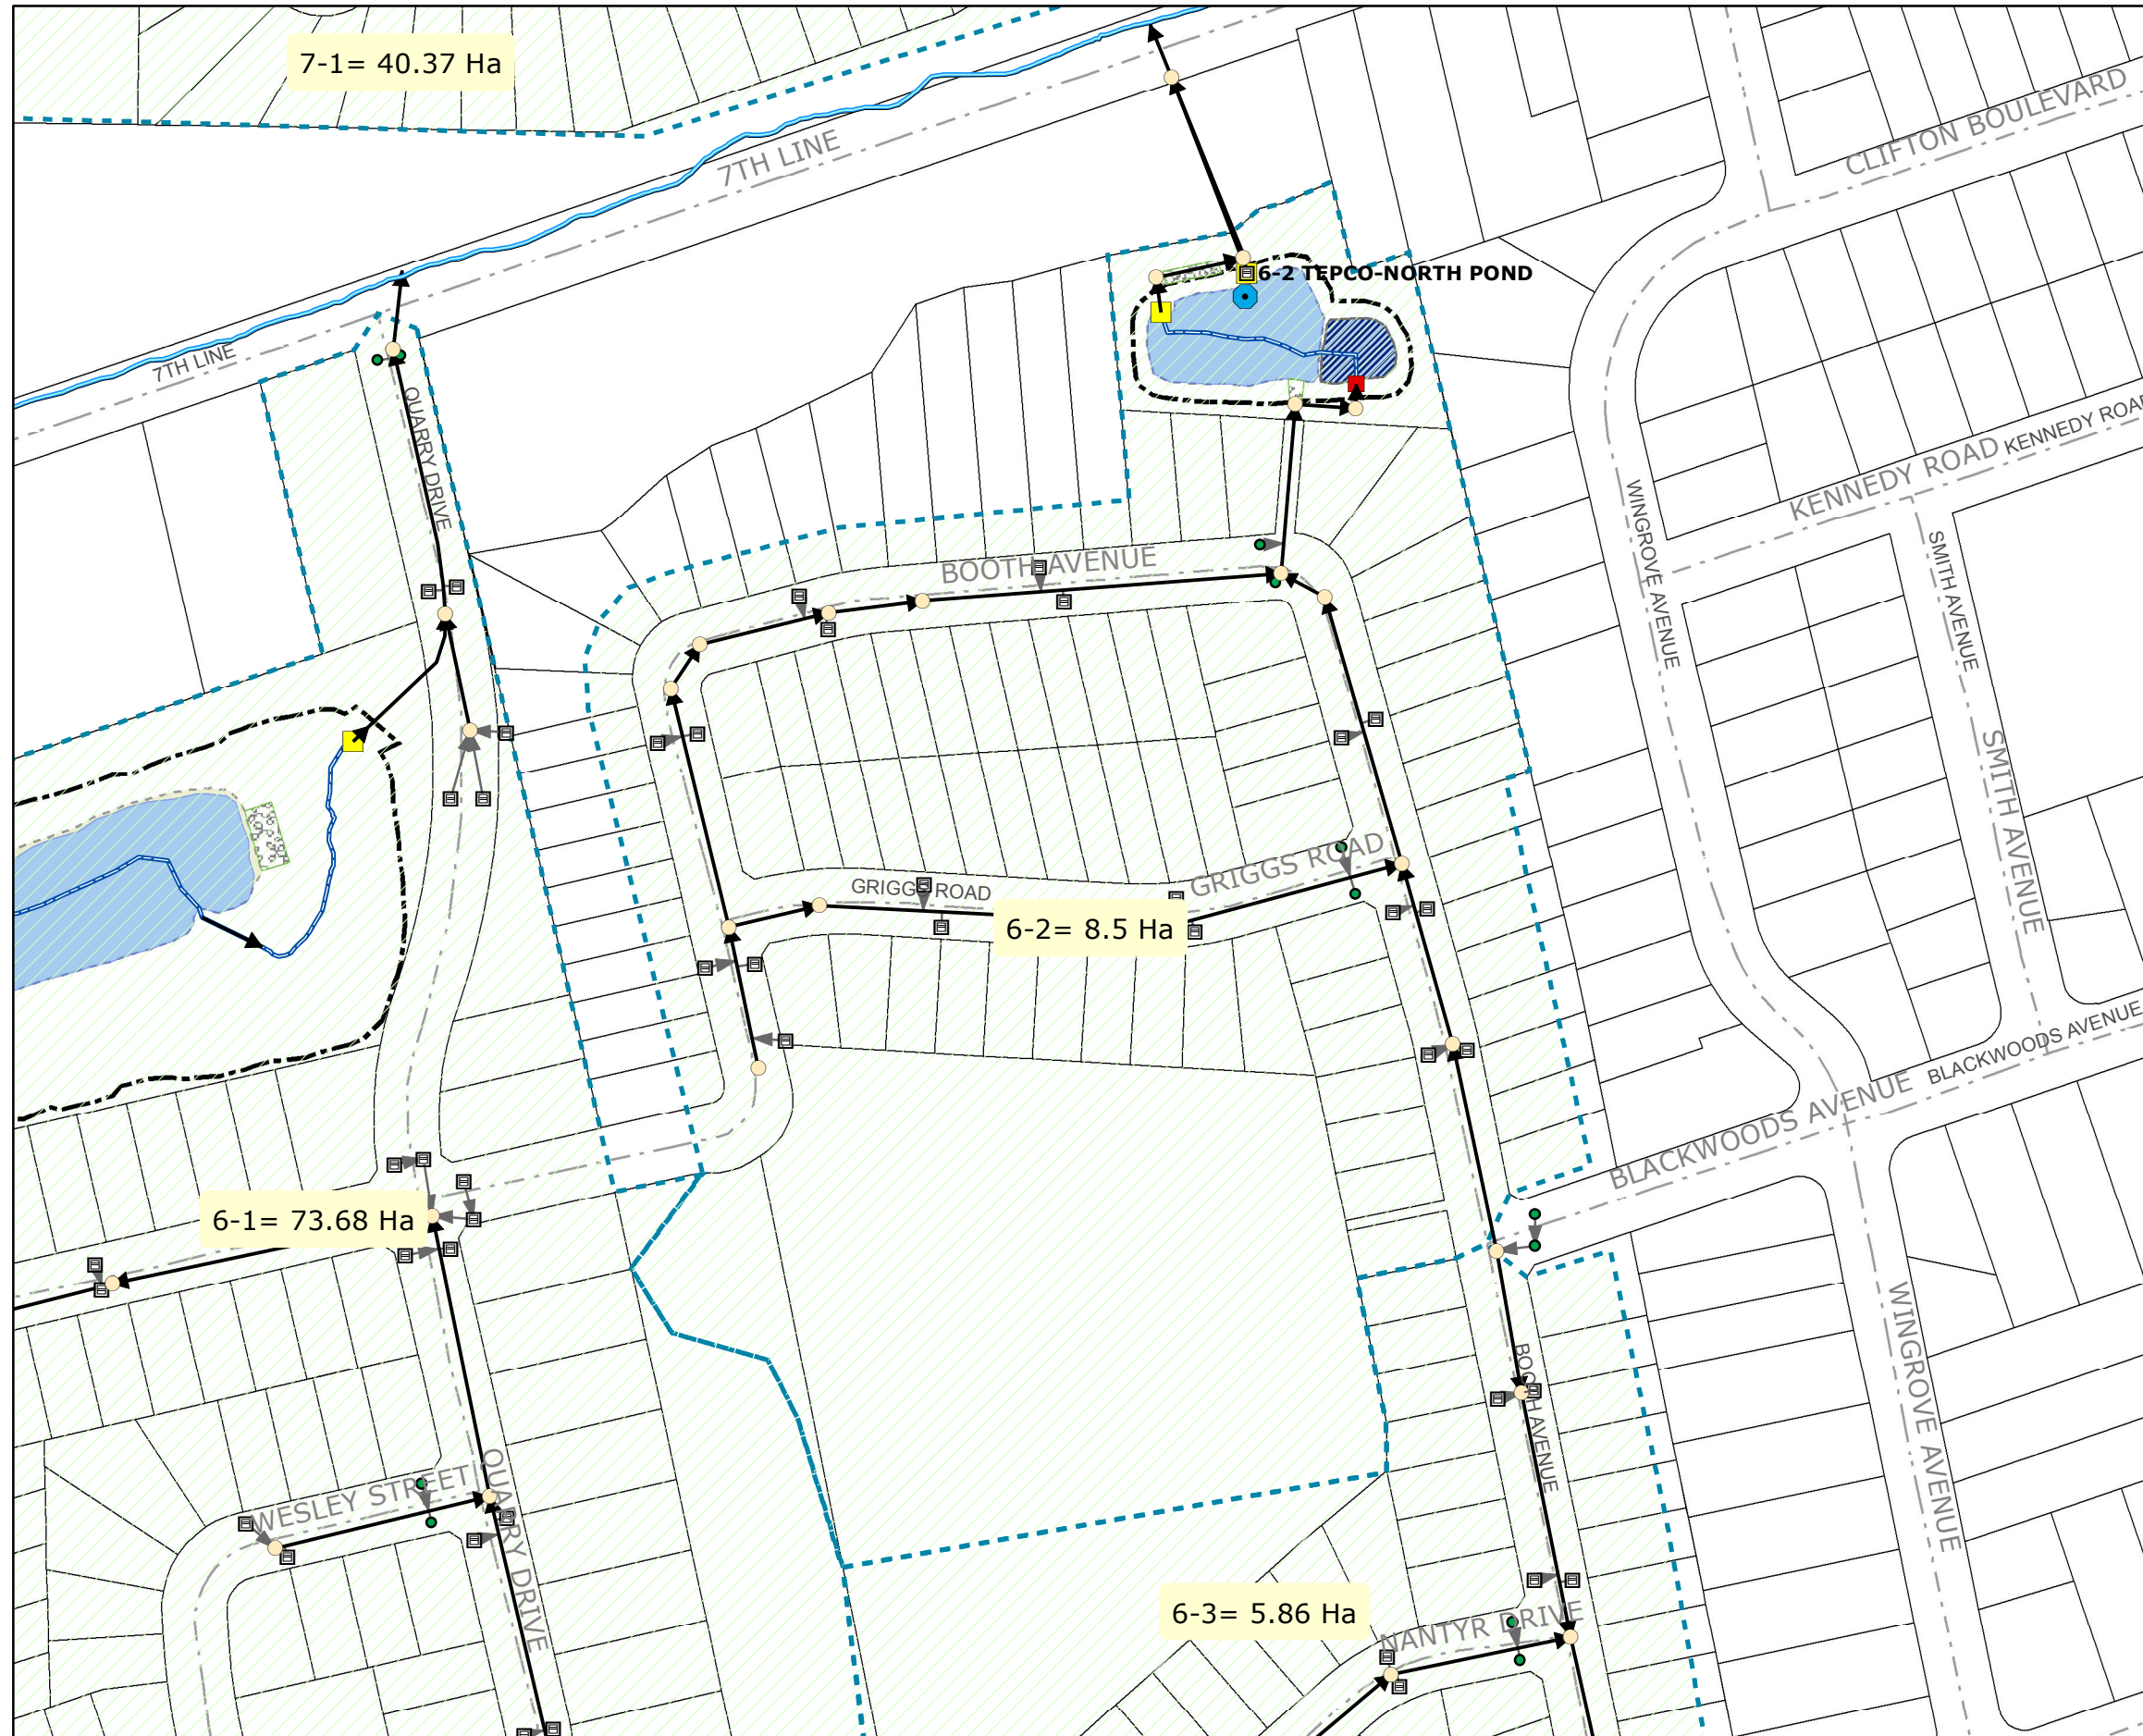 7-1= 40.37 Ha
CLIFTON BOULEVARD
7TH LINE
6-2 TEPCO-NORTH POND
7TH LINE
QUARRY DRIVE
KENNEDY ROAD
KENNEDY ROAD
WINGROVE AVENUE
SMITH AVENUE
BOOTH AVENUE
SMITH AVENUE
GRIGGS ROAD
GRIGGS ROAD
6-2= 8.5 Ha
BLACKWOODS AVENUE
BLACKWOODS AVENUE
6-1= 73.68 Ha
WINGROVE AVENUE
BOOTH AVENUE
WESLEY STREET
QUARRY DRIVE
6-3= 5.86 Ha
NANTYR DRIVE